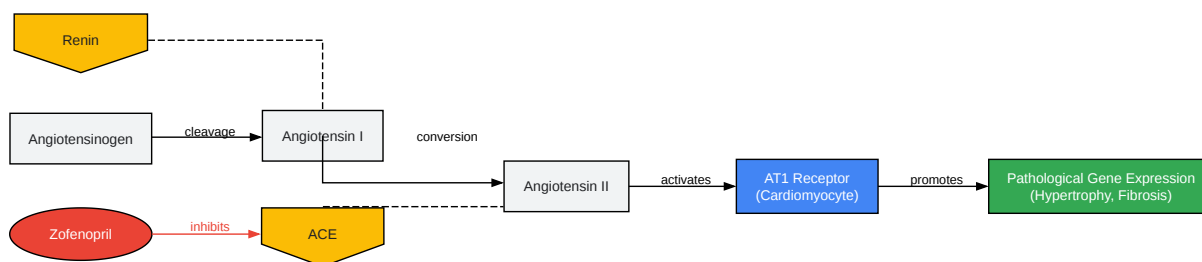 Renin
Angiotensinogen
cleavage
Angiotensin I
conversion
Angiotensin II
activates
AT1 Receptor
(Cardiomyocyte)
promotes
Pathological Gene Expression
(Hypertrophy, Fibrosis)
Zofenopril
inhibits
ACE